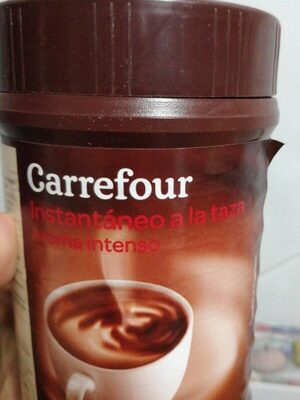 Carrefour
Instantáneo a la taza
Aroma intenso